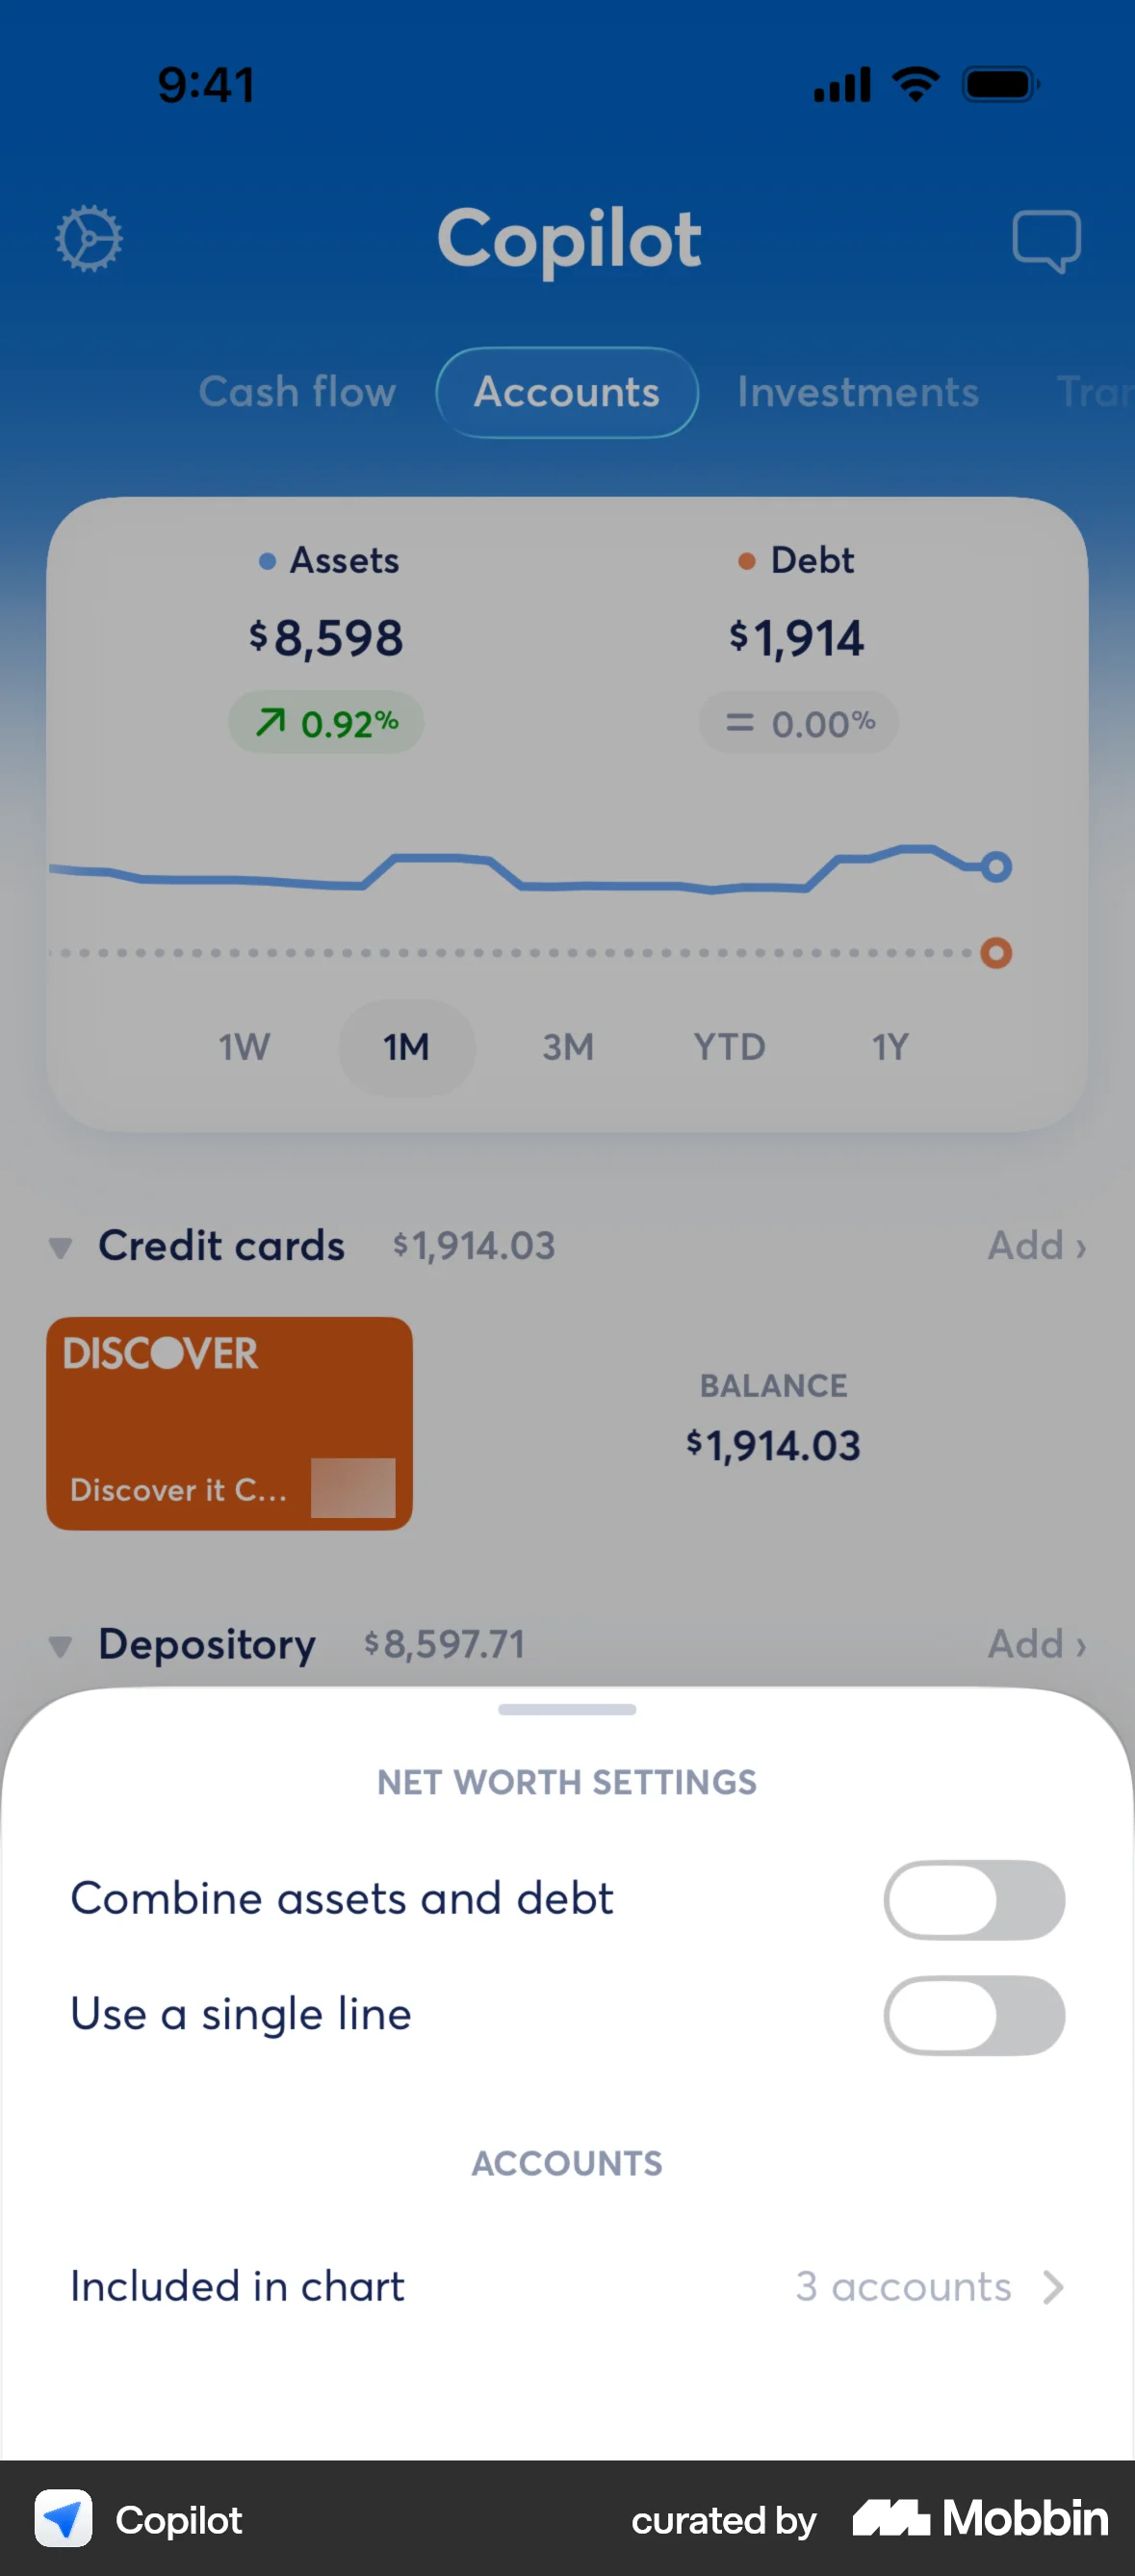 9:41
Copilot
Cash flow Accounts Investments
Assets Debt
$8,598 $1,914
0.92% = 0.00%
1W 1M 3M YTD 1Y
Credit cards $1,914.03 Add ›
DISCOVER
BALANCE
$1,914.03
Discover it C...
Depository $8,597.71 Add ›
NET WORTH SETTINGS
Combine assets and debt
Use a single line
ACCOUNTS
Included in chart 3 accounts
Copilot curated by Mobbin